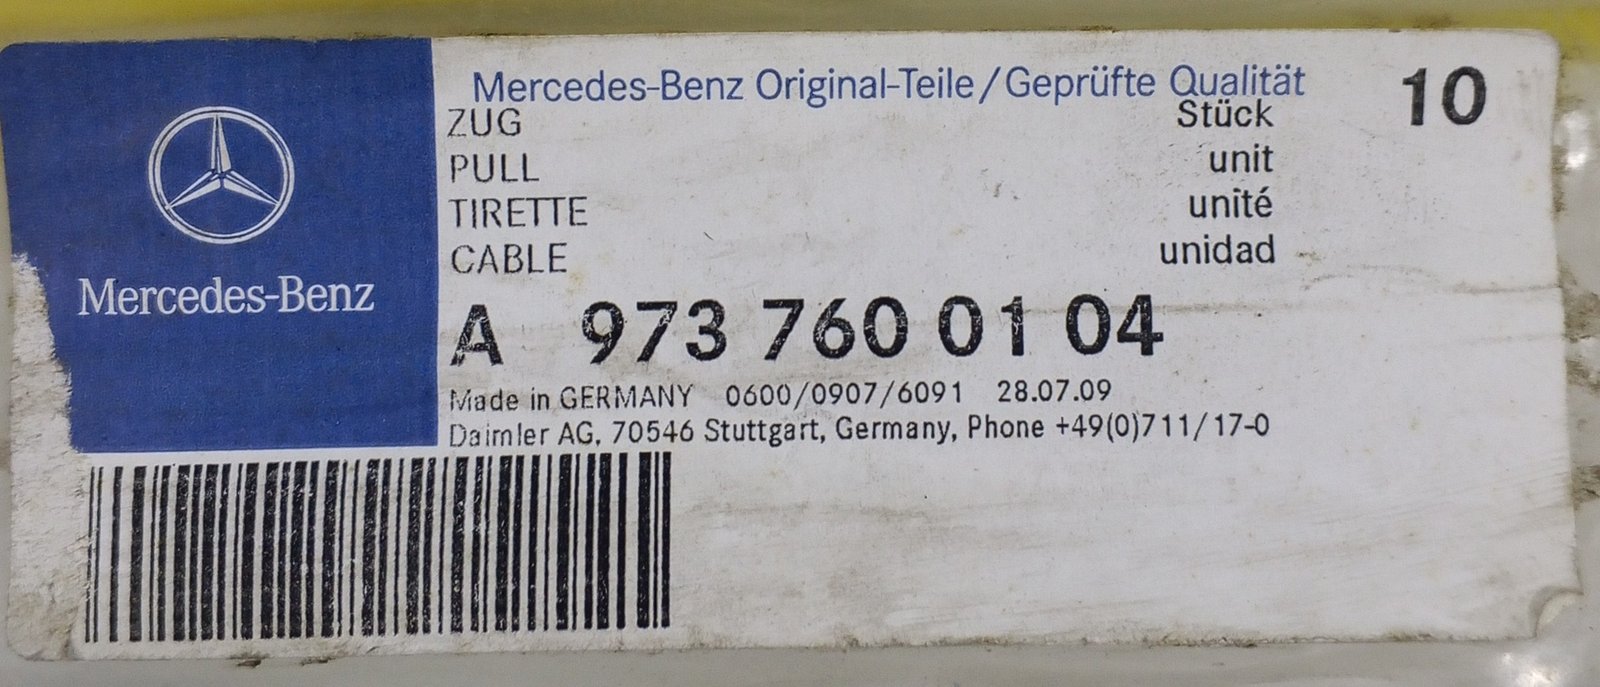 Mercedes-Benz
Mercedes-Benz Original-Teile/Geprüfte Qualität
ZUG Stück 10
PULL unit
TIRETTE unité
CABLE unidad
A 973 760 01 04
Made in GERMANY 0600/0907/6091 28.07.09
Daimler AG, 70546 Stuttgart, Germany, Phone +49(0)711/17-0